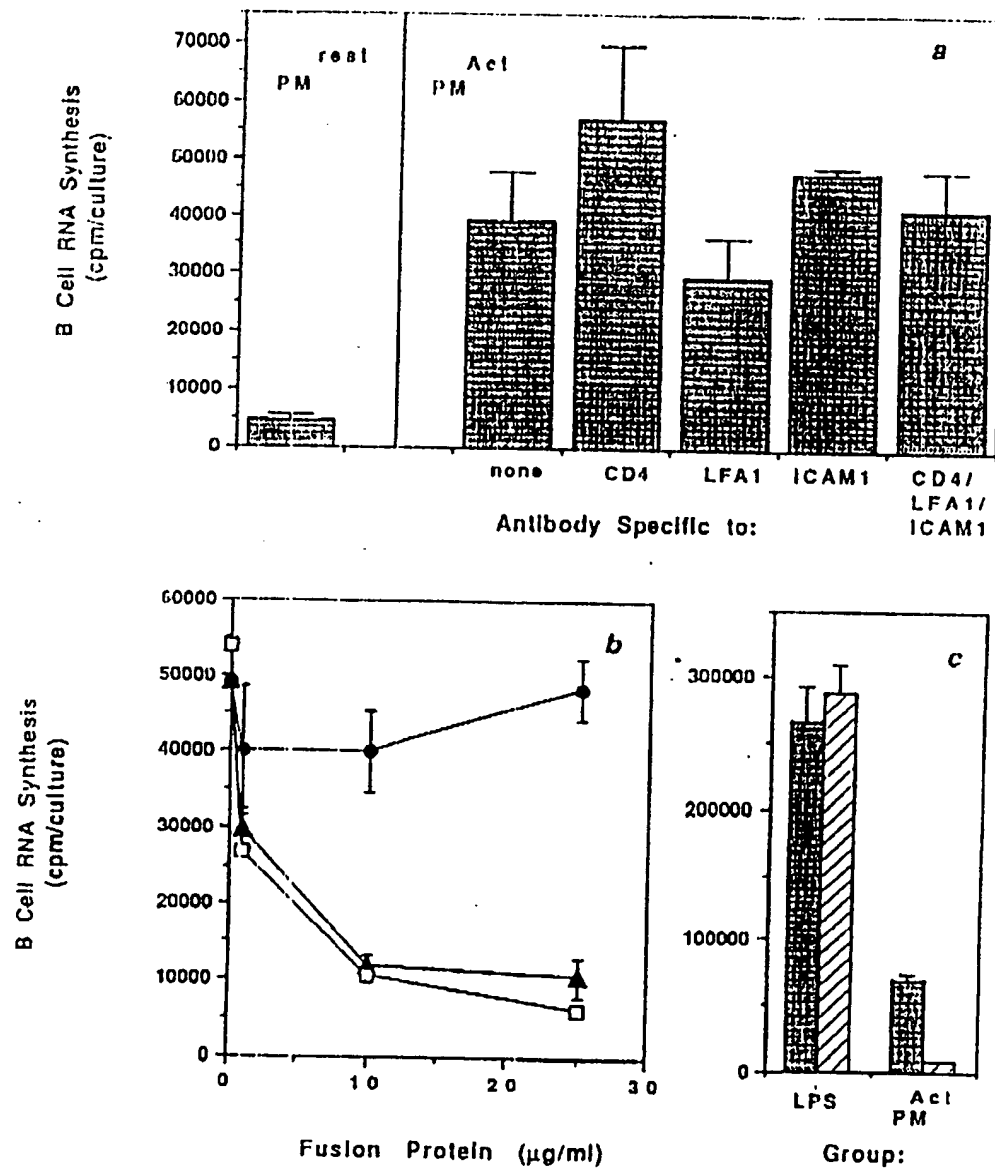 B Cell RNA Synthesis
(cpm/culture)
70000
60000
50000
40000
30000
20000
10000
0
PM rest
PM Act
a
none
CD4
LFA1
ICAM1
CD4/
LFA1/
ICAM1
Antibody Specific to:
B Cell RNA Synthesis
(cpm/culture)
60000
50000
40000
30000
20000
10000
0
b
0
10
20
30
Fusion Protein (µg/ml)
c
300000
200000
100000
0
LPS
PM Act
Group: